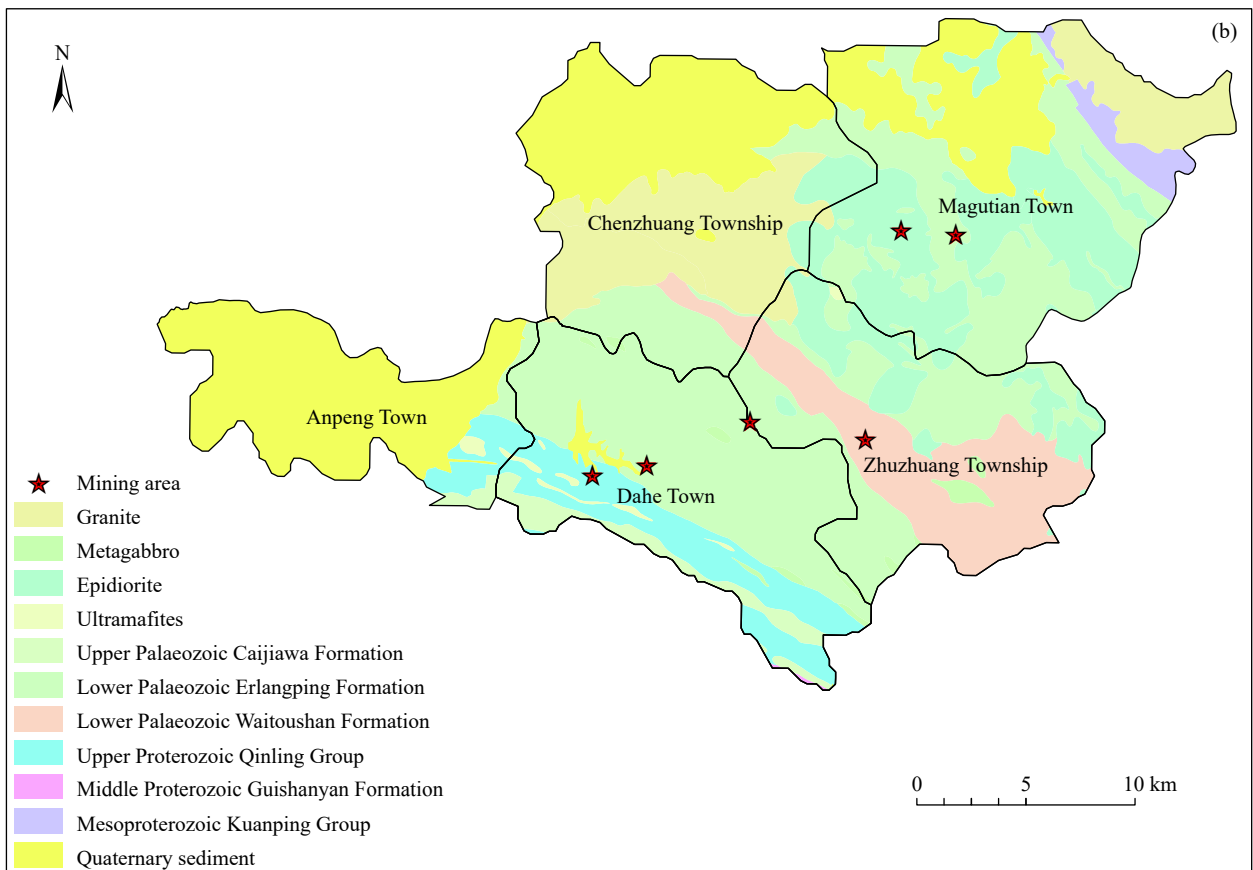 (b)
N
Magutian Town
Chenzhuang Township
Anpeng Town
Zhuzhuang Township
Dahe Town
Mining area
Granite
Metagabbro
Epidiorite
Ultramafites
Upper Palaeozoic Caijiawa Formation
Lower Palaeozoic Erlangping Formation
Lower Palaeozoic Waitoushan Formation
Upper Proterozoic Qinling Group
Middle Proterozoic Guishanyan Formation
Mesoproterozoic Kuanping Group
Quaternary sediment
0 5 10 km